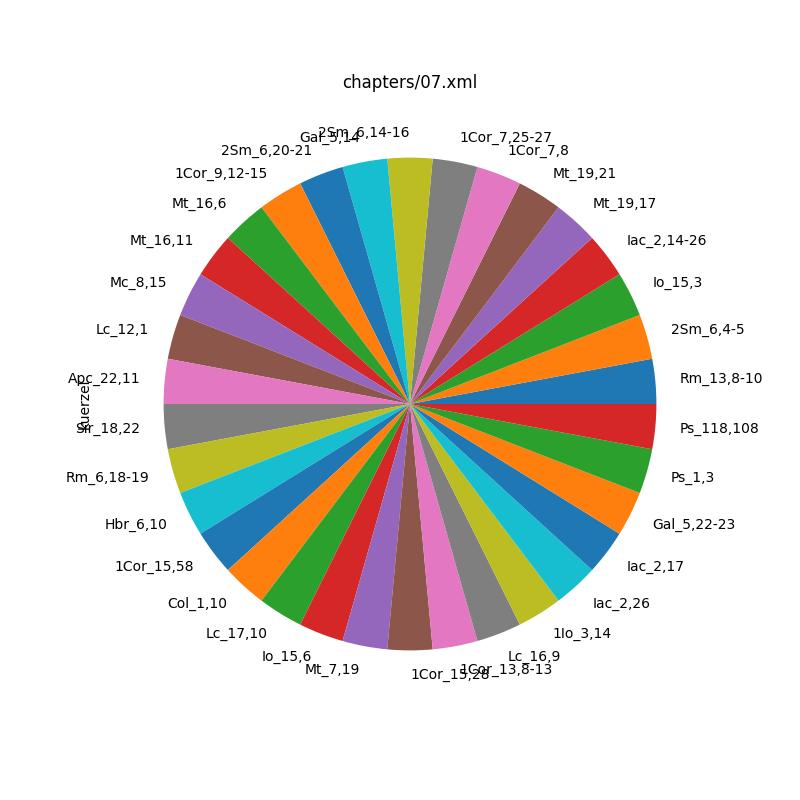 chapters/07.xml
2Sm_6,14-16
Gal_5,14
1Cor_7,25-27
2Sm_6,20-21
1Cor_7,8
1Cor_9,12-15
Mt_19,21
Mt_16,6
Mt_19,17
Mt_16,11
Iac_2,14-26
Mc_8,15
Io_15,3
Lc_12,1
2Sm_6,4-5
Apc_22,11
Rm_13,8-10
Kuerzel
Sir_18,22
Ps_118,108
Rm_6,18-19
Ps_1,3
Hbr_6,10
Gal_5,22-23
1Cor_15,58
Iac_2,17
Col_1,10
Iac_2,26
Lc_17,10
1Io_3,14
Io_15,6
Lc_16,9
Mt_7,19
1Cor_13,8-13
1Cor_15,28